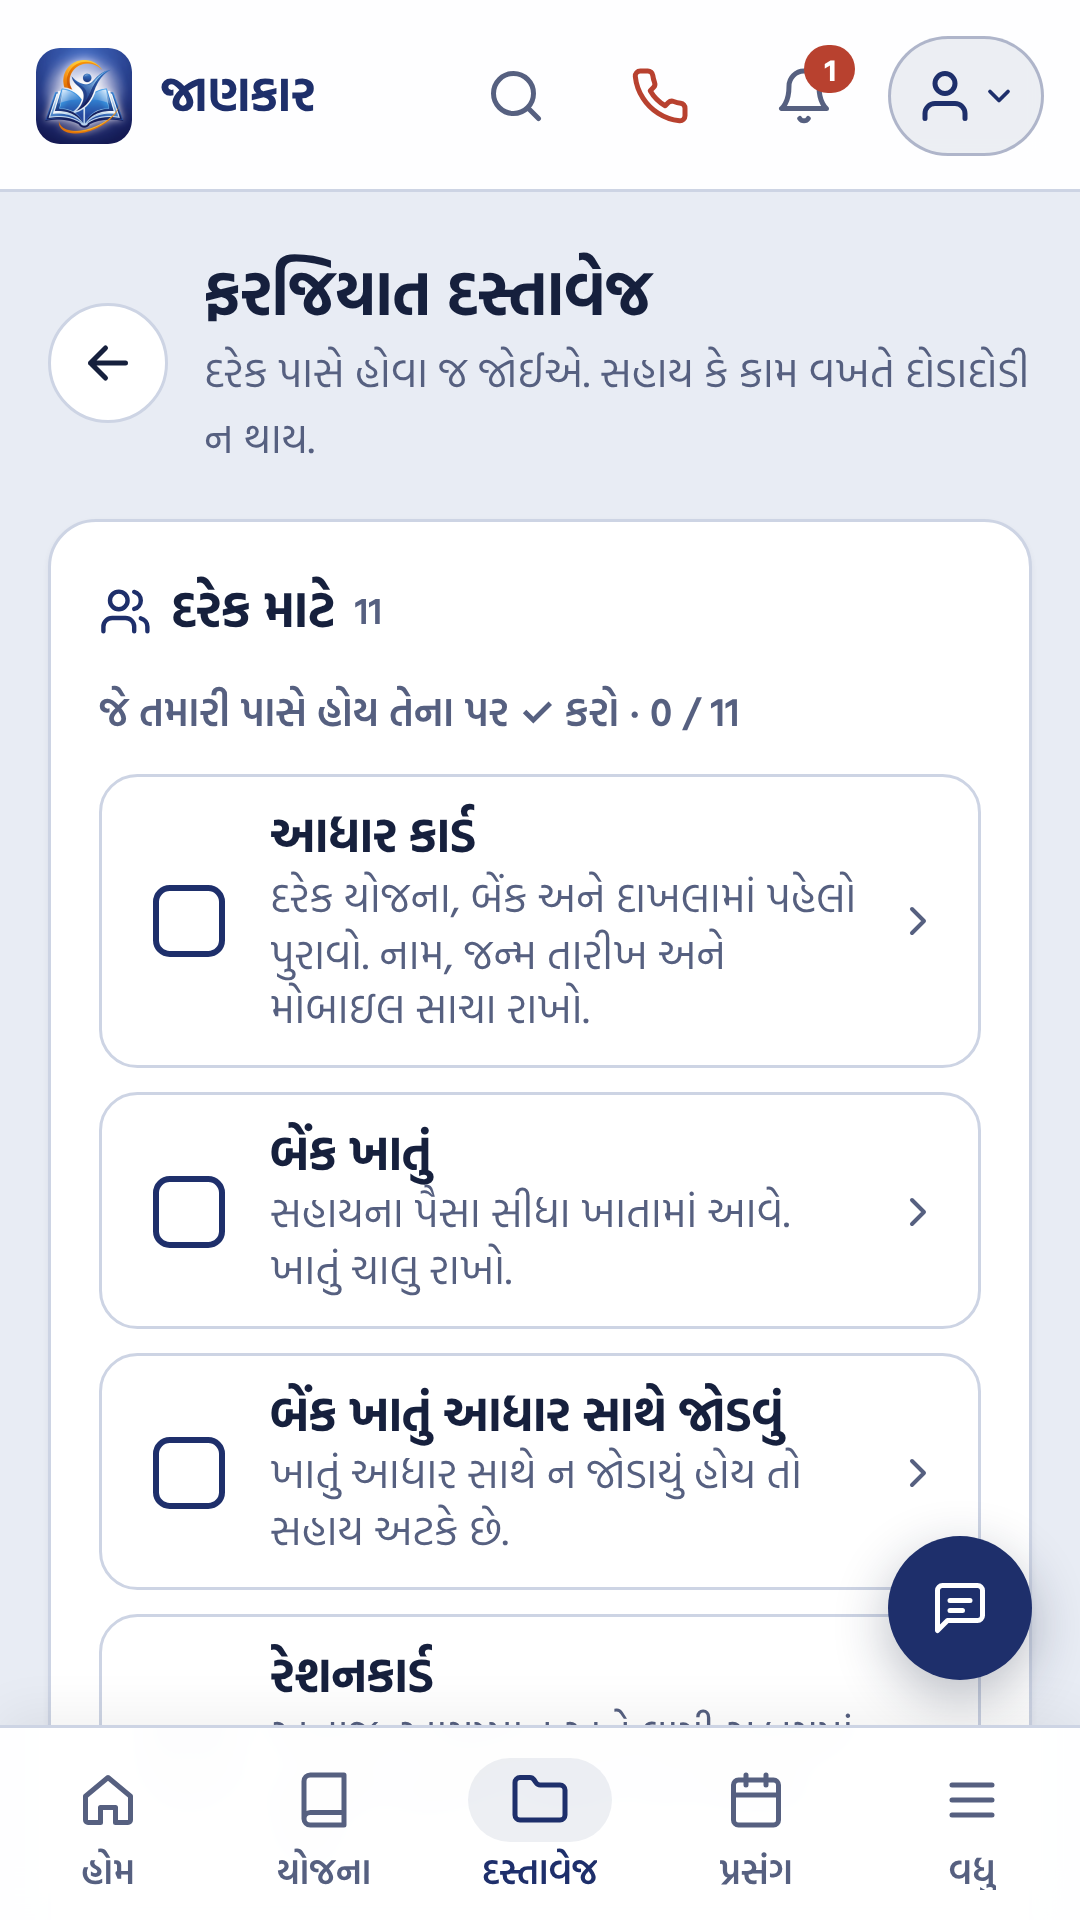 જાણકાર
1
ફરજિયાત દસ્તાવેજ
દરેક પાસે હોવા જ જોઈએ. સહાય કે કામ વખતે દોડાદોડી
ન થાય.
દરેક માટે 11
જે તમારી પાસે હોય તેના પર ✓ કરો · 0 / 11
આધાર કાર્ડ
દરેક યોજના, બેંક અને દાખલામાં પહેલો
પુરાવો. નામ, જન્મ તારીખ અને
મોબાઇલ સાચા રાખો.
બેંક ખાતું
સહાયના પૈસા સીધા ખાતામાં આવે.
ખાતું ચાલુ રાખો.
બેંક ખાતું આધાર સાથે જોડવું
ખાતું આધાર સાથે ન જોડાયું હોય તો
સહાય અટકે છે.
રેશનકાર્ડ
હોમ
યોજના
દસ્તાવેજ
પ્રસંગ
વધુ